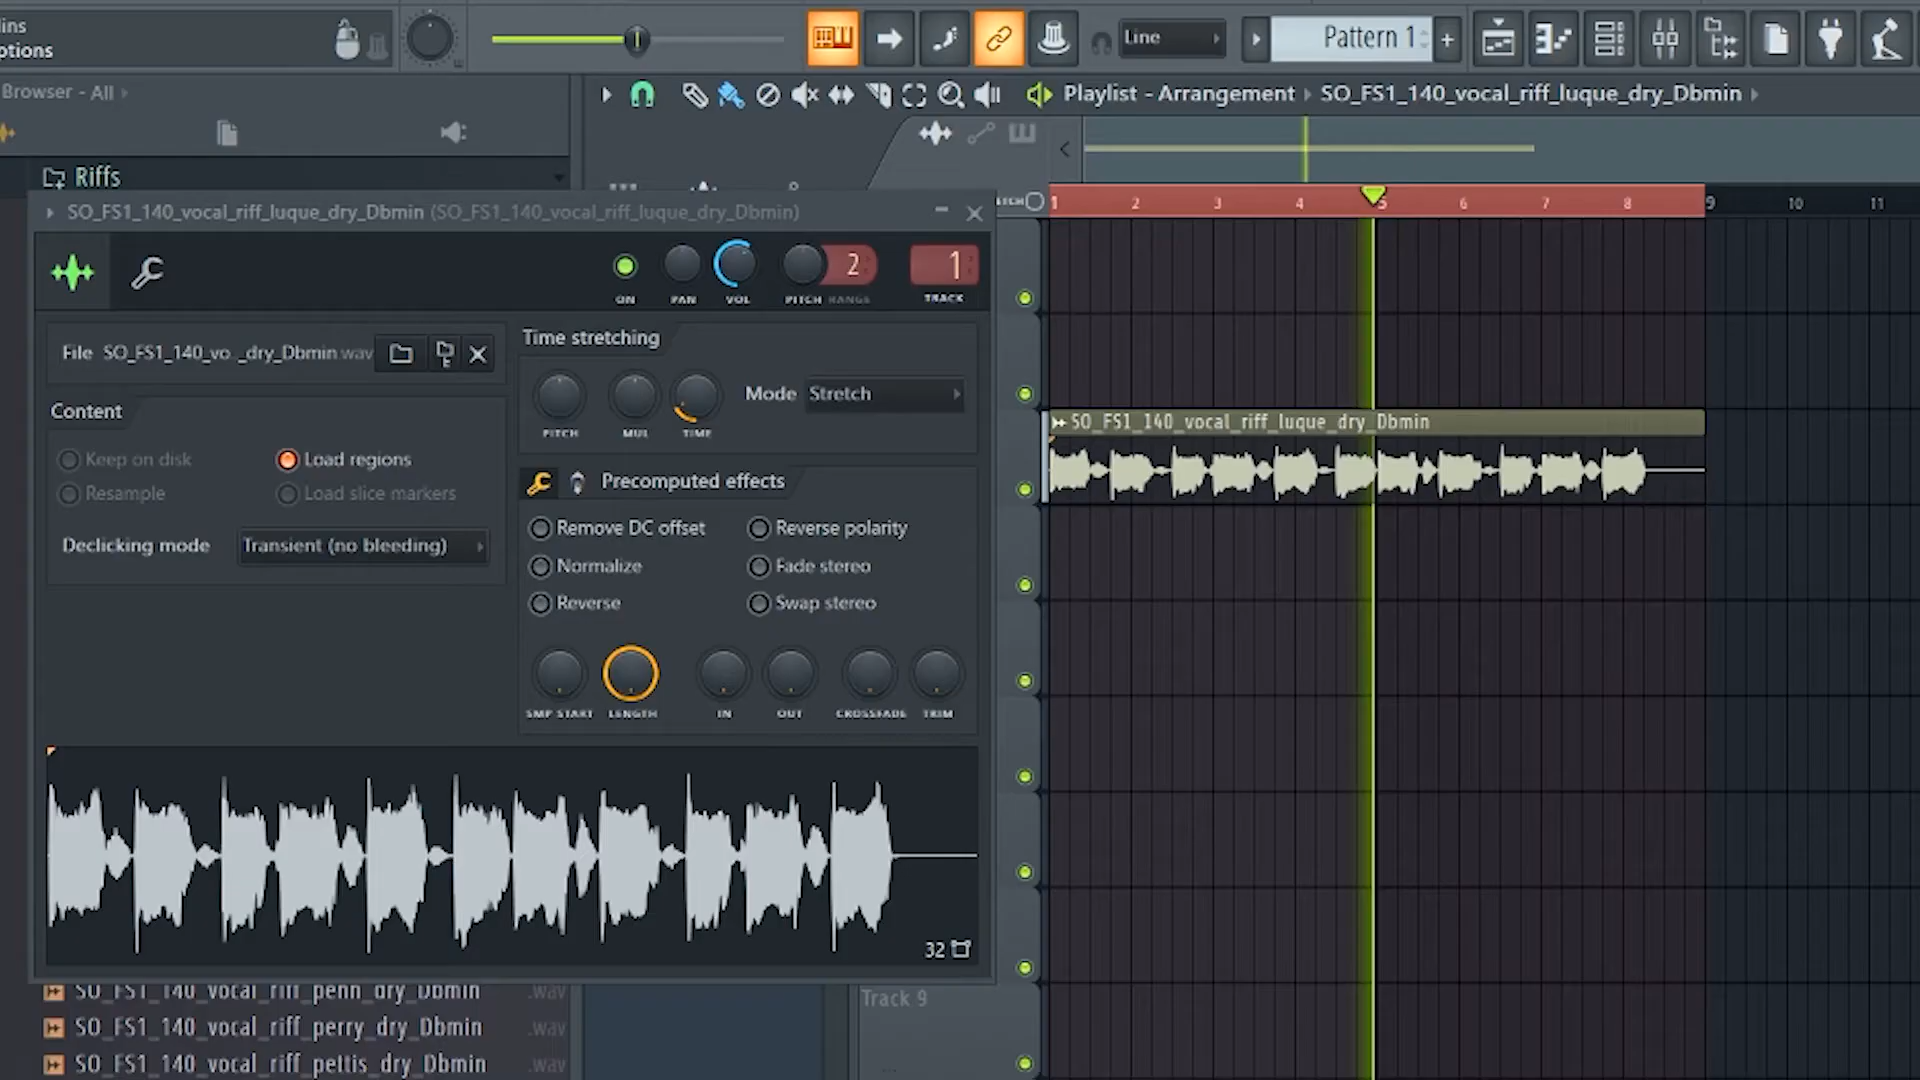 ins
ptions
Line
Pattern 1
Browser - All
Playlist - Arrangement
SO_FS1_140_vocal_riff_luque_dry_Dbmin
Riffs
SO_FS1_140_vocal_riff_luque_dry_Dbmin (SO_FS1_140_vocal_riff_luque_dry_Dbmin)
1 2 3 4 5 6 7 8 9 10 11
2
1
ON PAN VOL PITCH RANGE TRACK
Time stretching
File SO_FS1_140_vo.._dry_Dbmin.wav
Mode Stretch
Content
SO_FS1_140_vocal_riff_luque_dry_Dbmin
PITCH MUL TIME
Keep on disk
Load regions
Precomputed effects
Resample
Load slice markers
Remove DC offset
Reverse polarity
Declicking mode Transient (no bleeding)
Normalize
Fade stereo
Reverse
Swap stereo
SMP START LENGTH IN OUT CROSSFADE TRIM
32
SO_FS1_140_vocal_riff_penn_dry_Dbmin .wav
Track 9
SO_FS1_140_vocal_riff_perry_dry_Dbmin .wav
SO_FS1_140_vocal_riff_pettis_dry_Dbmin .wav